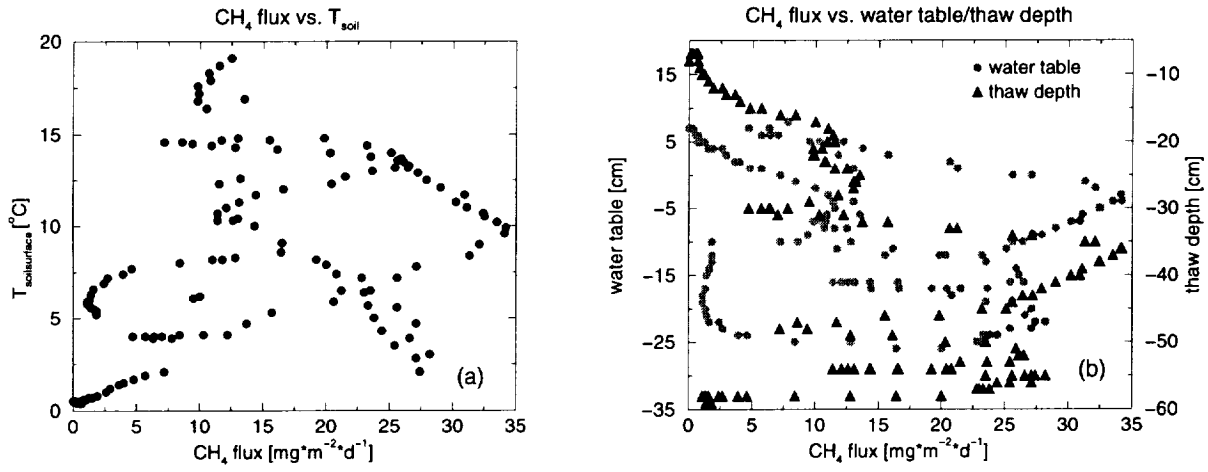 CH₄ flux vs. T_soil
20
15
10
5
0
T_soilsurface [°C]
0 5 10 15 20 25 30 35
CH₄ flux [mg*m⁻²*d⁻¹]
(a)
CH₄ flux vs. water table/thaw depth
15
5
−5
−15
−25
−35
water table [cm]
water table
thaw depth
−10
−20
−30
−40
−50
−60
thaw depth [cm]
0 5 10 15 20 25 30 35
CH₄ flux [mg*m⁻²*d⁻¹]
(b)